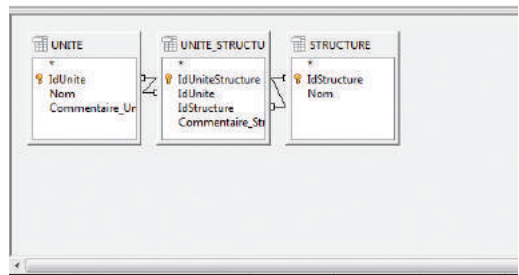 UNITE
*
IdUnite
Nom
Commentaire_Ur
UNITE_STRUCTU
*
IdUniteStructure
IdUnite
IdStructure
Commentaire_Str
STRUCTURE
*
IdStructure
Nom